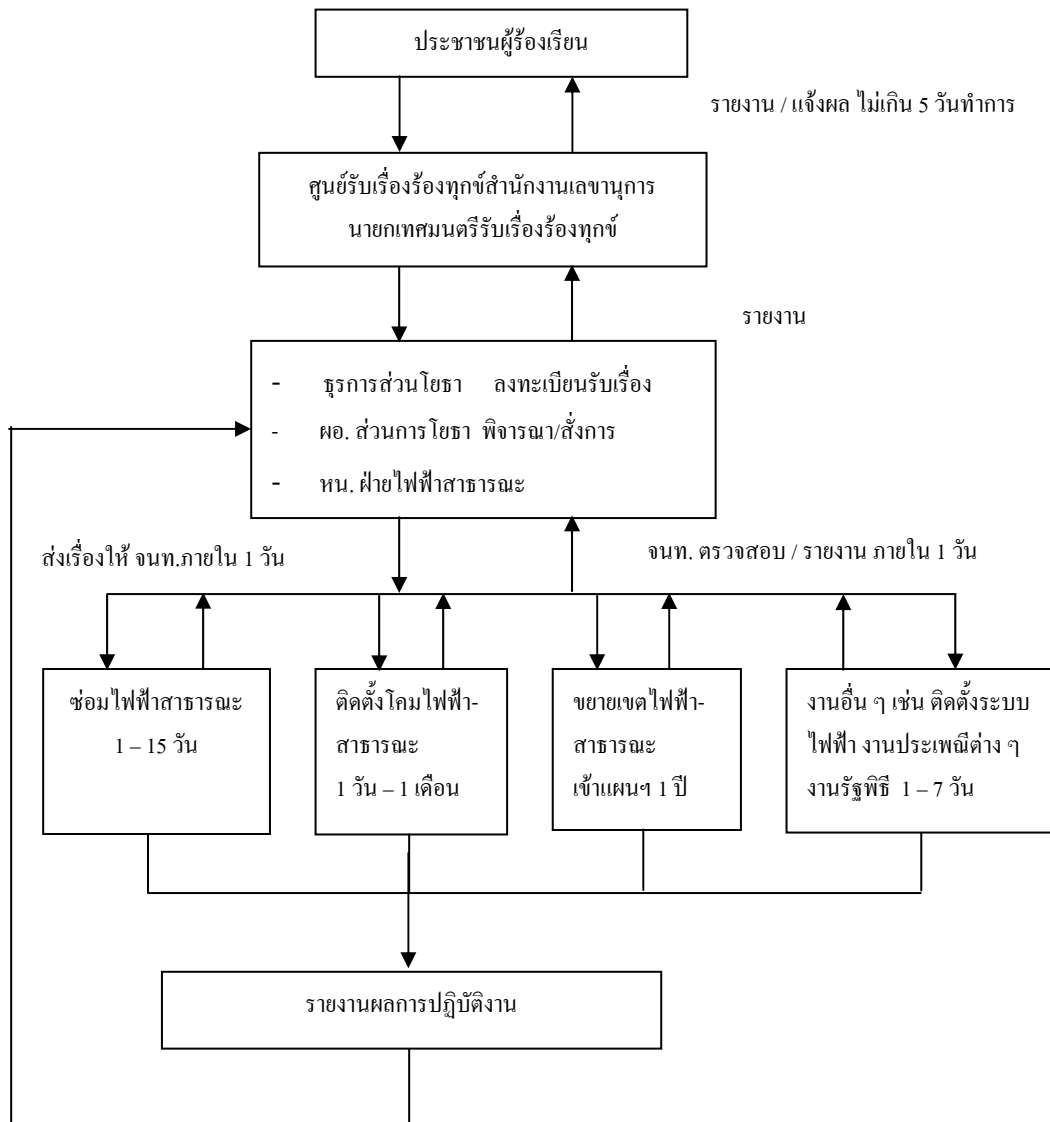 ประชาชนผู้ร้องเรียน
รายงาน / แจ้งผล ไม่เกิน 5 วันทำการ
ศูนย์รับเรื่องร้องทุกข์สำนักงานเลขานุการ
นายกเทศมนตรีรับเรื่องร้องทุกข์
รายงาน
- ธุรการส่วนโยธา ลงทะเบียนรับเรื่อง
- ผอ. ส่วนการโยธา พิจารณา/สั่งการ
- หน. ฝ่ายไฟฟ้าสาธารณะ
ส่งเรื่องให้ จนท.ภายใน 1 วัน
จนท. ตรวจสอบ / รายงาน ภายใน 1 วัน
ซ่อมไฟฟ้าสาธารณะ
1 – 15 วัน
ติดตั้งโคมไฟฟ้า-
สาธารณะ
1 วัน – 1 เดือน
ขยายเขตไฟฟ้า-
สาธารณะ
เข้าแผนฯ 1 ปี
งานอื่น ๆ เช่น ติดตั้งระบบ
ไฟฟ้า งานประเพณีต่าง ๆ
งานรัฐพิธี 1 – 7 วัน
รายงานผลการปฏิบัติงาน